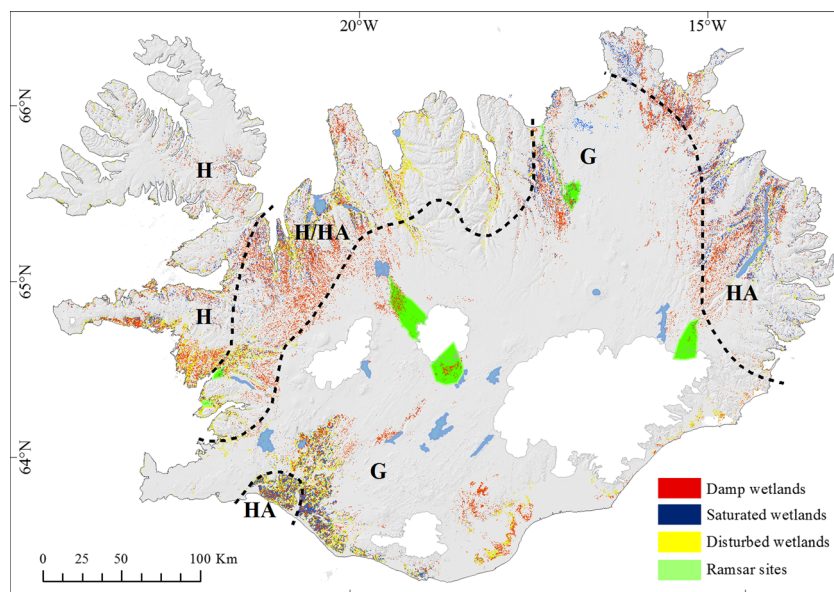 20°W
15°W
66°N
G
H
H/HA
65°N
HA
H
64°N
G
HA
Damp wetlands
Saturated wetlands
Disturbed wetlands
Ramsar sites
0 25 50 100 Km